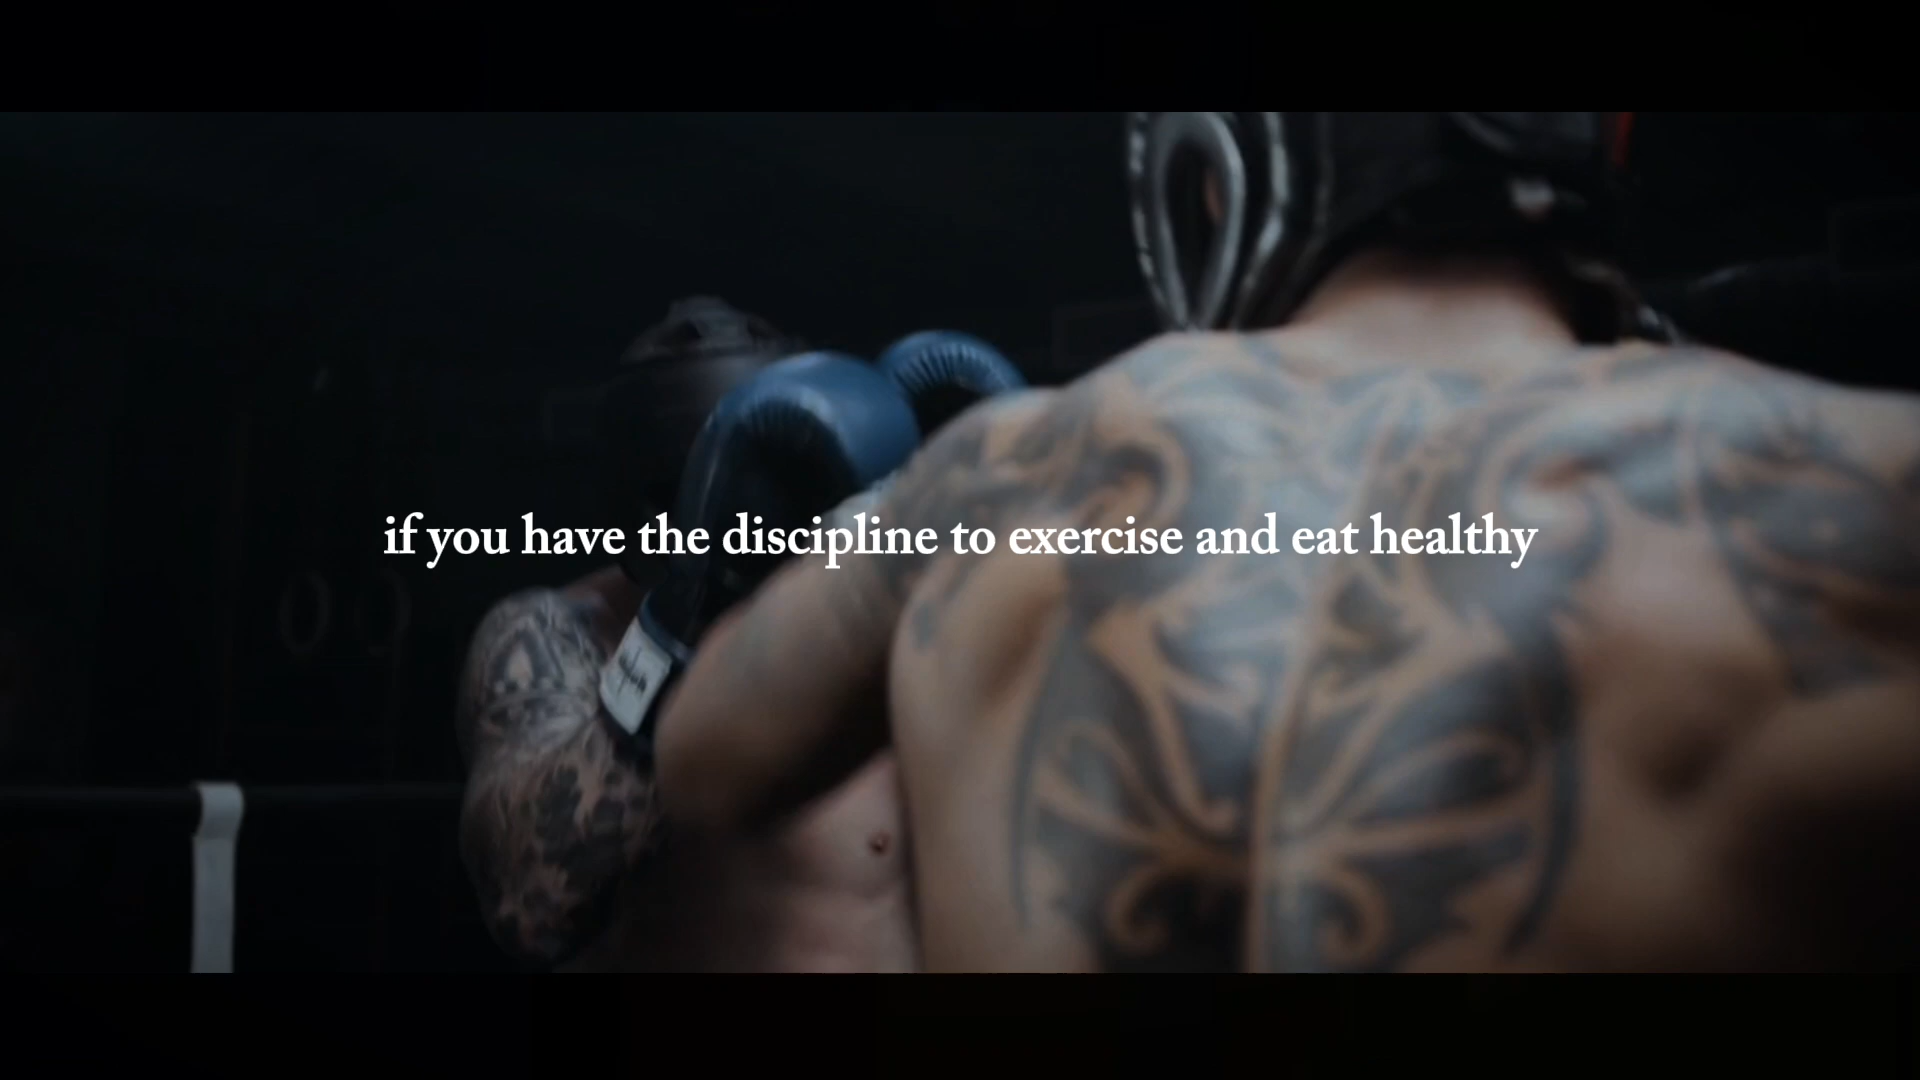 if you have the discipline to exercise and eat healthy